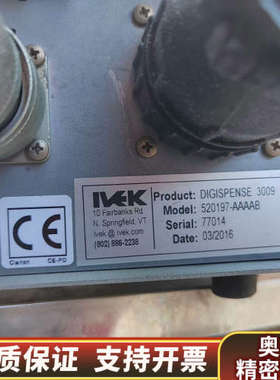 IVEK
10 Fairbanks Rd.
N. Springfield, VT
ivek @ ivek.com
(802) 886-2238
Product: DIGISPENSE 3009
Model: 520197-AAAAB
Serial: 77014
Date: 03/2016
CE
质保证 支持开票
奥
精密